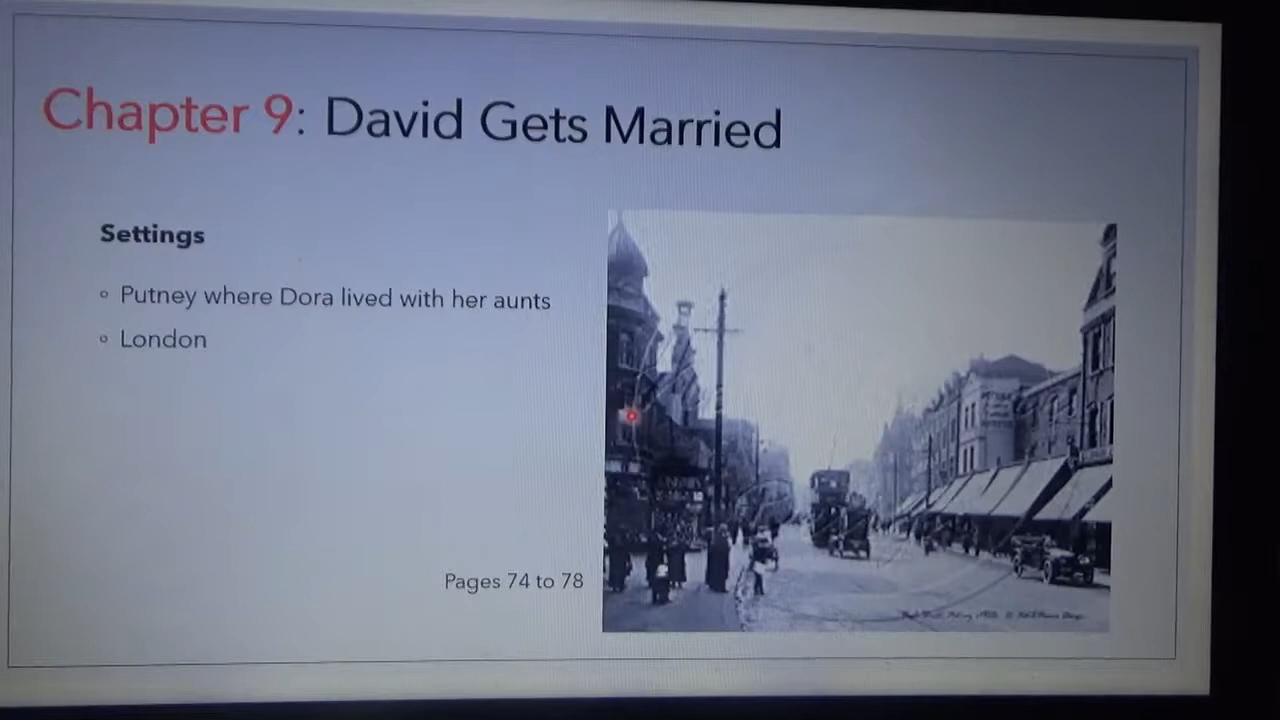 Chapter 9: David Gets Married
Settings
◦ Putney where Dora lived with her aunts
◦ London
Pages 74 to 78